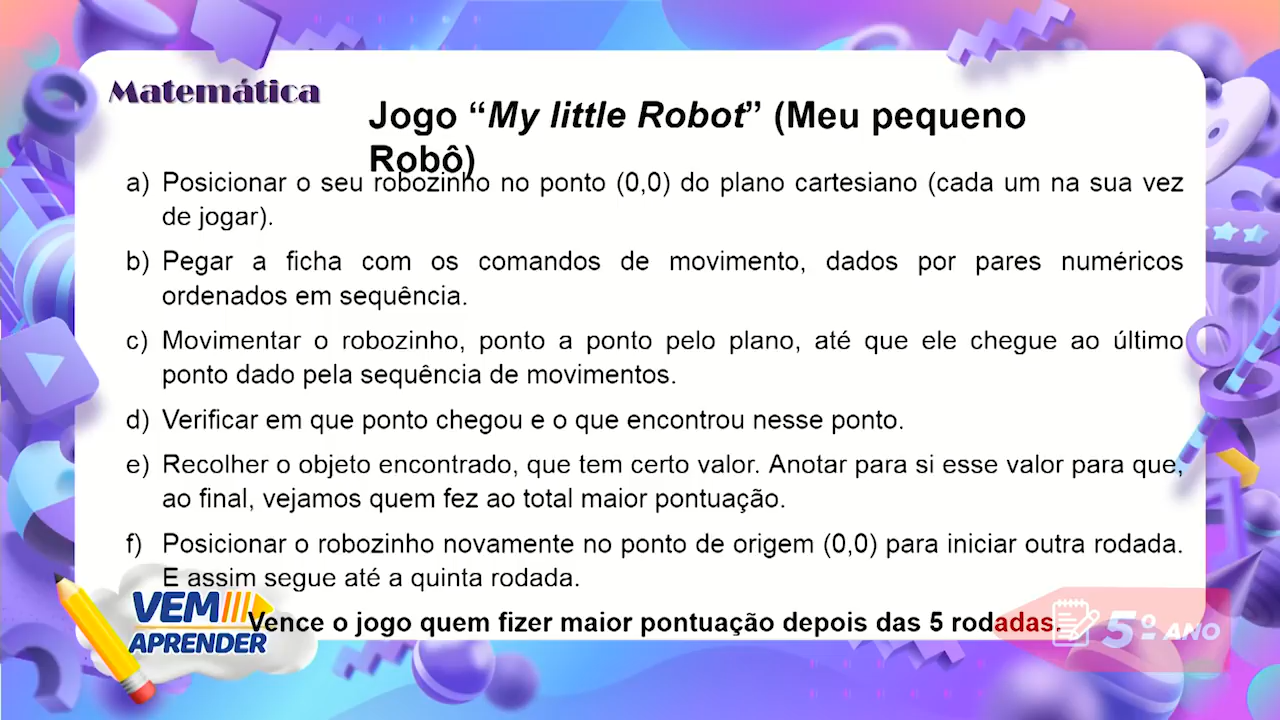 Matemática
Jogo “My little Robot” (Meu pequeno
Robô)
a) Posicionar o seu robozinho no ponto (0,0) do plano cartesiano (cada um na sua vez
de jogar).
b) Pegar a ficha com os comandos de movimento, dados por pares numéricos
ordenados em sequência.
c) Movimentar o robozinho, ponto a ponto pelo plano, até que ele chegue ao último
ponto dado pela sequência de movimentos.
d) Verificar em que ponto chegou e o que encontrou nesse ponto.
e) Recolher o objeto encontrado, que tem certo valor. Anotar para si esse valor para que,
ao final, vejamos quem fez ao total maior pontuação.
f) Posicionar o robozinho novamente no ponto de origem (0,0) para iniciar outra rodada.
E assim segue até a quinta rodada.
Vence o jogo quem fizer maior pontuação depois das 5 rodadas.
VEM
APRENDER
5º ANO